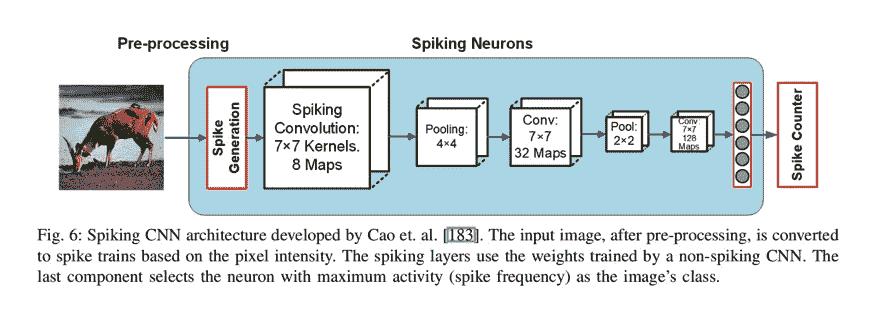 Pre-processing
Spiking Neurons
Spike
Generation
Spiking
Convolution:
7×7 Kernels.
8 Maps
Pooling:
4×4
Conv:
7×7
32 Maps
Pool:
2×2
Conv
7×7
128
Maps
Spike Counter
Fig. 6: Spiking CNN architecture developed by Cao et. al. [183]. The input image, after pre-processing, is converted
to spike trains based on the pixel intensity. The spiking layers use the weights trained by a non-spiking CNN. The
last component selects the neuron with maximum activity (spike frequency) as the image’s class.